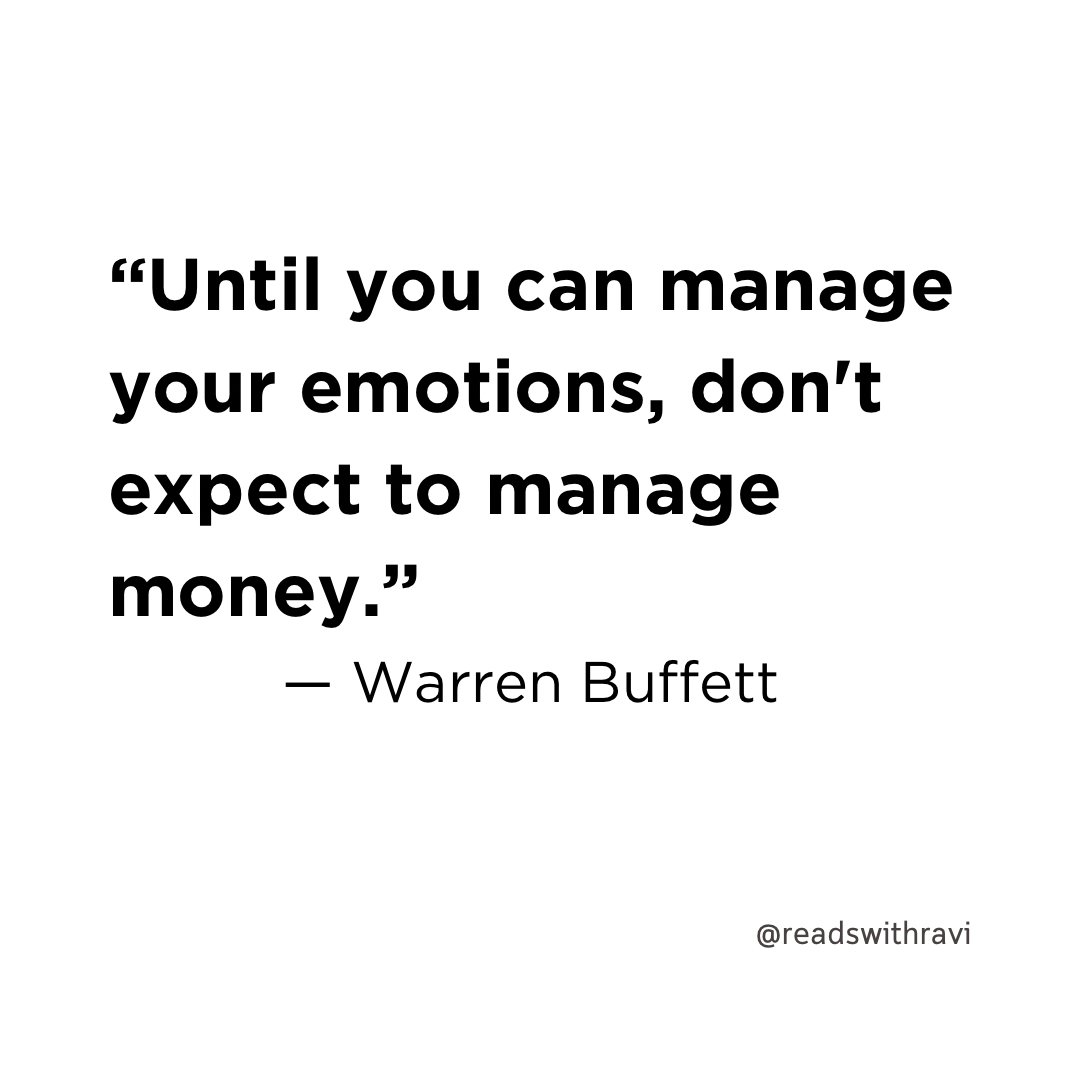 “Until you can manage
your emotions, don't
expect to manage
money.”
— Warren Buffett
@readswithravi